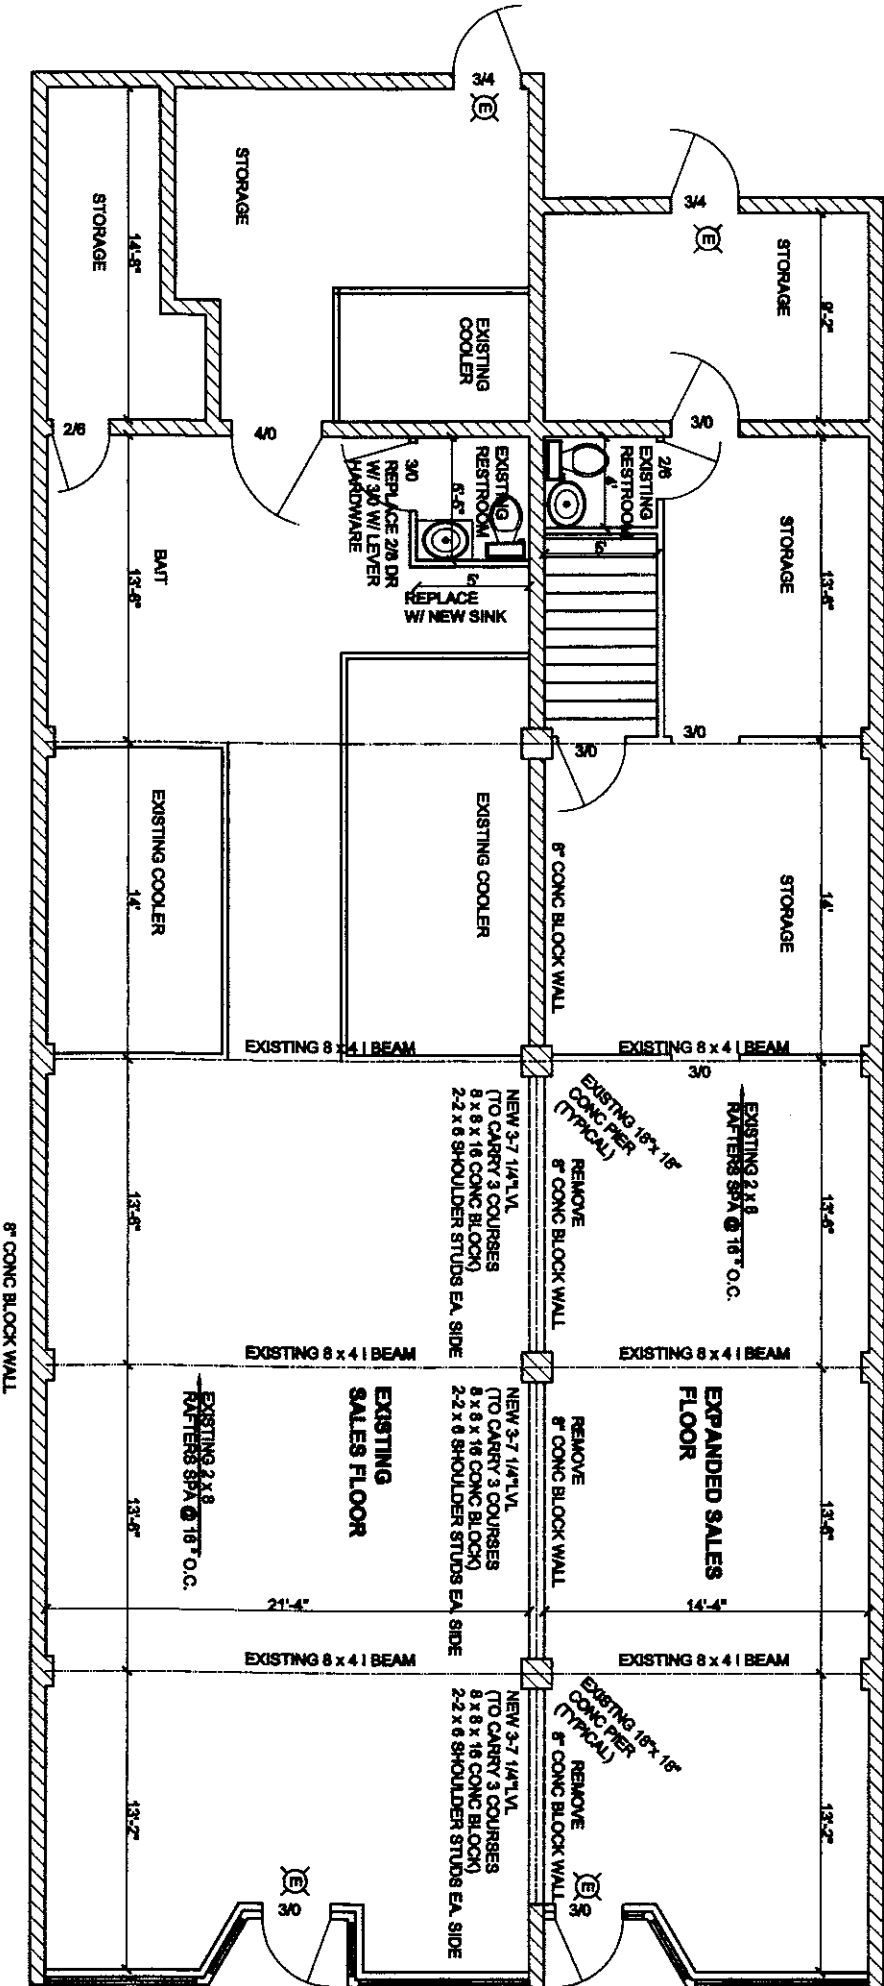 3/4
E
STORAGE
STORAGE
14'-8"
EXISTING
COOLER
2/6
4/0
3/4
E
STORAGE
9'-2"
3/0
2/6
EXISTING
RESTROOM
4'
5'
EXISTING
RESTROOM
5'-6"
3/0
REPLACE 2/6 DR
W/ 3/0 W/ LEVER
HARDWARE
5'
REPLACE
W/ NEW SINK
BAIT
13'-6"
STORAGE
13'-6"
3/0
3/0
EXISTING COOLER
14'
EXISTING COOLER
8" CONC BLOCK WALL
STORAGE
14'
EXISTING 8 x 4 I BEAM
EXISTING 8 x 4 I BEAM
3/0
EXISTNG 18"x 18"
CONC PIER
(TYPICAL)
EXISTING 2 x 8
RAFTERS SPA @ 16 " O.C.
NEW 3-7 1/4"LVL
(TO CARRY 3 COURSES
8 x 8 x 16 CONC BLOCK)
2-2 x 6 SHOULDER STUDS EA. SIDE
REMOVE
8" CONC BLOCK WALL
13'-6"
13'-6"
8" CONC BLOCK WALL
EXISTING 8 x 4 I BEAM
EXISTING 8 x 4 I BEAM
EXISTING
SALES FLOOR
EXPANDED SALES
FLOOR
EXISTING 2 x 8
RAFTERS SPA @ 16 " O.C.
NEW 3-7 1/4"LVL
(TO CARRY 3 COURSES
8 x 8 x 16 CONC BLOCK)
2-2 x 6 SHOULDER STUDS EA. SIDE
REMOVE
8" CONC BLOCK WALL
13'-6"
13'-6"
21'-4"
14'-4"
EXISTING 8 x 4 I BEAM
EXISTING 8 x 4 I BEAM
EXISTNG 18"x 18"
CONC PIER
(TYPICAL)
NEW 3-7 1/4"LVL
(TO CARRY 3 COURSES
8 x 8 x 16 CONC BLOCK)
2-2 x 6 SHOULDER STUDS EA. SIDE
REMOVE
8" CONC BLOCK WALL
13'-2"
13'-2"
E
3/0
E
3/0